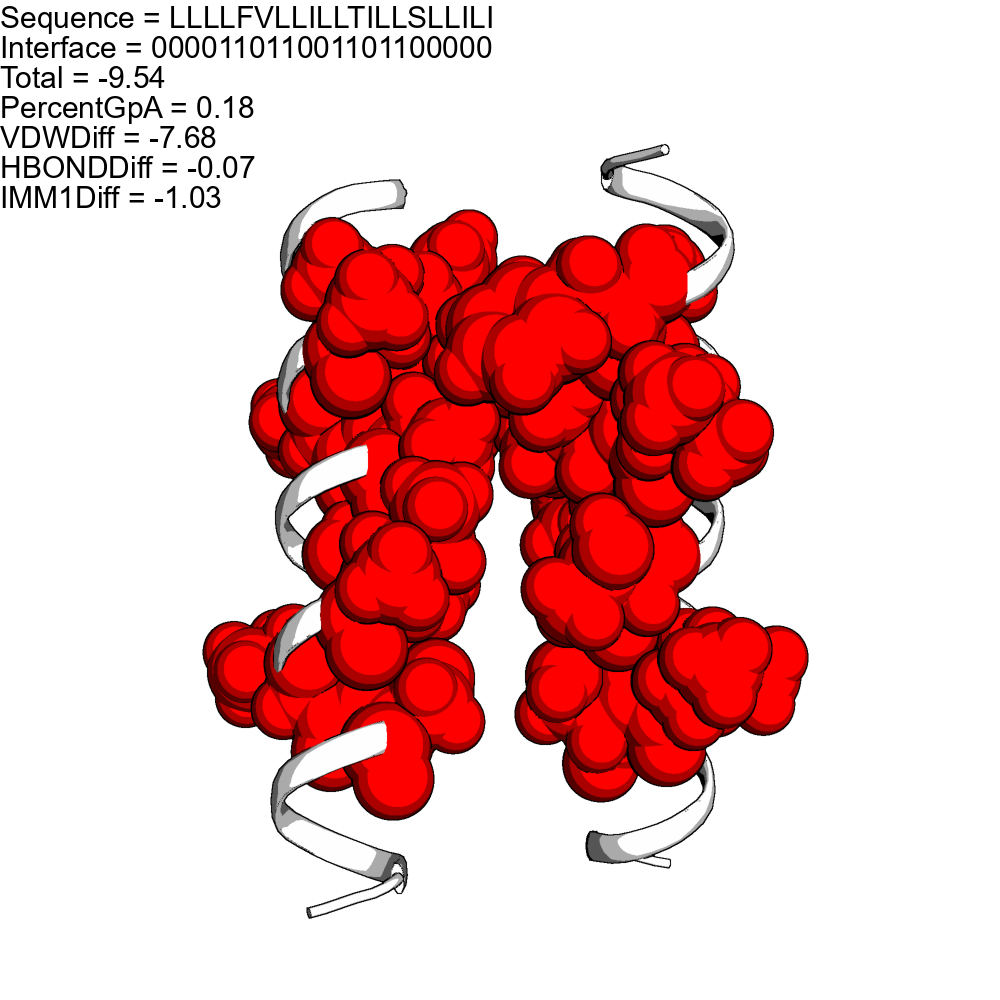 Sequence = LLLLFVLLILLTILLSLLILI
Interface = 000011011001101100000
Total = -9.54
PercentGpA = 0.18
VDWDiff = -7.68
HBONDDiff = -0.07
IMM1Diff = -1.03